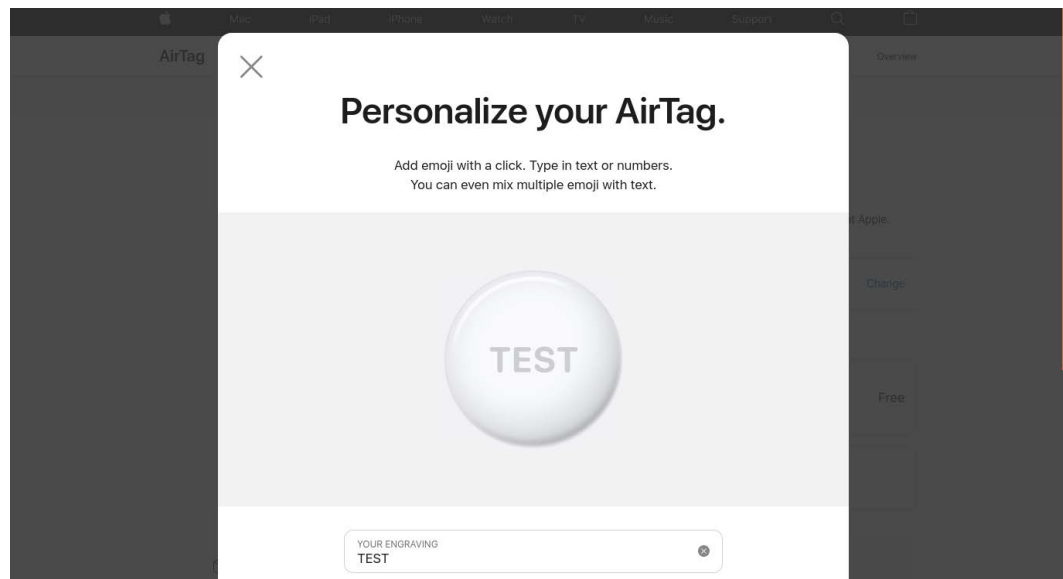 Mac iPad iPhone Watch TV Music Support
AirTag
Overview
Personalize your AirTag.
Add emoji with a click. Type in text or numbers.
You can even mix multiple emoji with text.
t Apple.
Change
TEST
Free
YOUR ENGRAVING
TEST